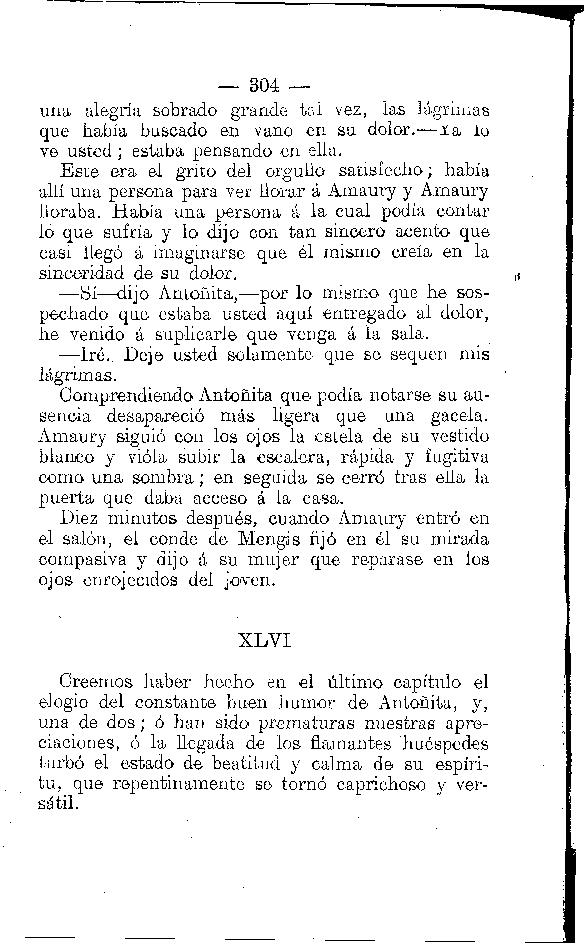 — 304 —
una alegría sobrado grande tal vez, las lágrimas
que había buscado en vano en su dolor.—Ya lo
ve usted; estaba pensando en ella.
Este era el grito del orgullo satisfecho; había
allí una persona para ver llorar á Amaury y Amaury
lloraba. Había una persona á la cual podía contar
lo que sufría y lo dijo con tan sincero acento que
casi llegó á imaginarse que él mismo creía en la
sinceridad de su dolor.
—Sí—dijo Antoñita,—por lo mismo que he sos-
pechado que estaba usted aquí entregado al dolor,
he venido á suplicarle que venga á la sala.
—Iré. Deje usted solamente que se sequen mis
lágrimas.
Comprendiendo Antoñita que podía notarse su au-
sencia desapareció más ligera que una gacela.
Amaury siguió con los ojos la estela de su vestido
blanco y vióla subir la escalera, rápida y fugitiva
como una sombra; en seguida se cerró tras ella la
puerta que daba acceso á la casa.
Diez minutos después, cuando Amaury entró en
el salón, el conde de Mengis fijó en él su mirada
compasiva y dijo á su mujer que reparase en los
ojos enrojecidos del joven.
XLVI
Creemos haber hecho en el último capítulo el
elogio del constante buen humor de Antoñita, y,
una de dos; ó han sido prematuras nuestras apre-
ciaciones, ó la llegada de los flamantes huéspedes
turbó el estado de beatitud y calma de su espíri-
tu, que repentinamente se tornó caprichoso y ver-
sátil.